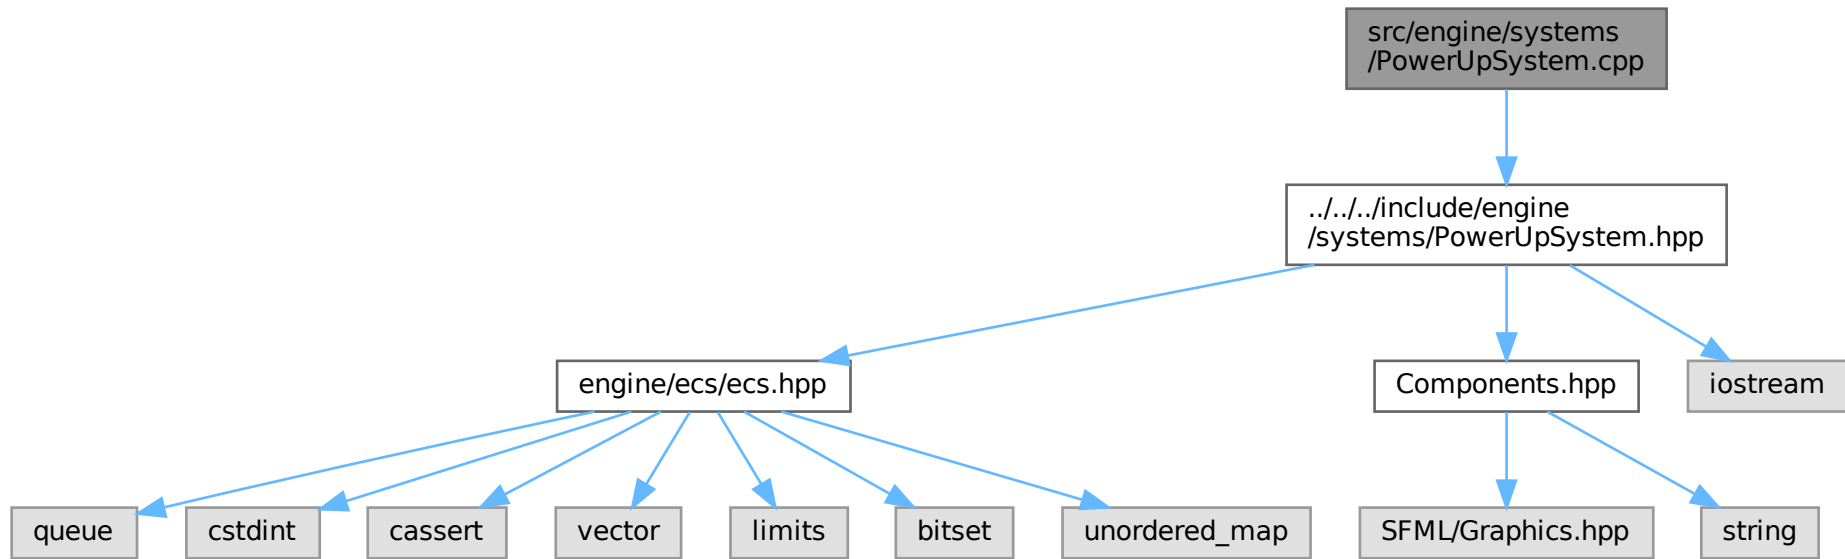 src/engine/systems
/PowerUpSystem.cpp
../../../include/engine
/systems/PowerUpSystem.hpp
engine/ecs/ecs.hpp
Components.hpp
iostream
queue
cstdint
cassert
vector
limits
bitset
unordered_map
SFML/Graphics.hpp
string